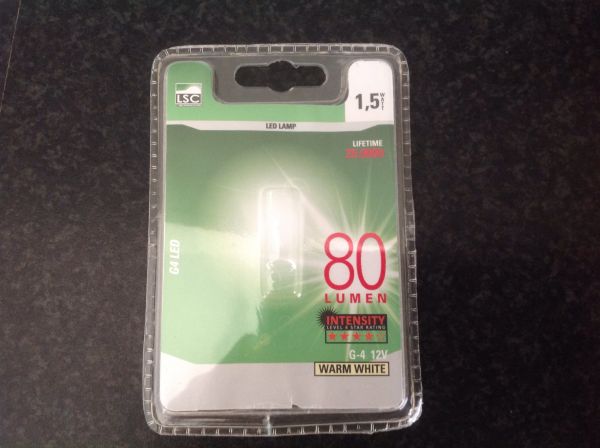 LSC
1,5 WATT
LED LAMP
LIFETIME
G4 LED
80
LUMEN
INTENSITY
LEVEL 4 STAR RATING
G-4 12V
WARM WHITE